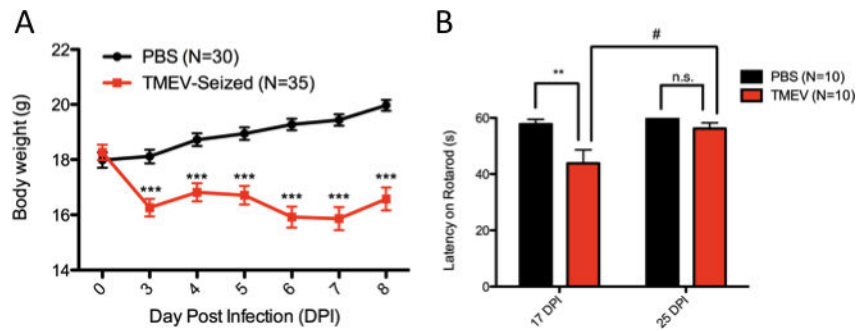 A
Body weight (g)
22
20
18
16
14
PBS (N=30)
TMEV-Seized (N=35)
***
***
***
***
***
***
0
3
4
5
6
7
8
Day Post Infection (DPI)
B
Latency on Rotarod (s)
60
40
20
0
#
**
n.s.
PBS (N=10)
TMEV (N=10)
17 DPI
25 DPI